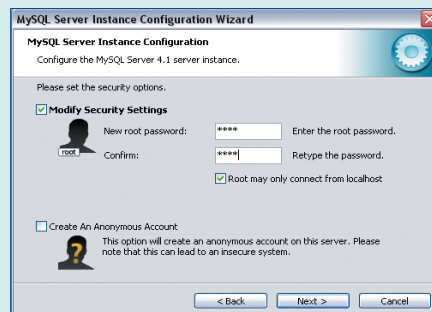 MySQL Server Instance Configuration Wizard
MySQL Server Instance Configuration
Configure the MySQL Server 4.1 server instance.
Please set the security options.
Modify Security Settings
New root password: **** Enter the root password.
root
Confirm: **** Retype the password.
Root may only connect from localhost
Create An Anonymous Account
This option will create an anonymous account on this server. Please
note that this can lead to an insecure system.
< Back Next > Cancel